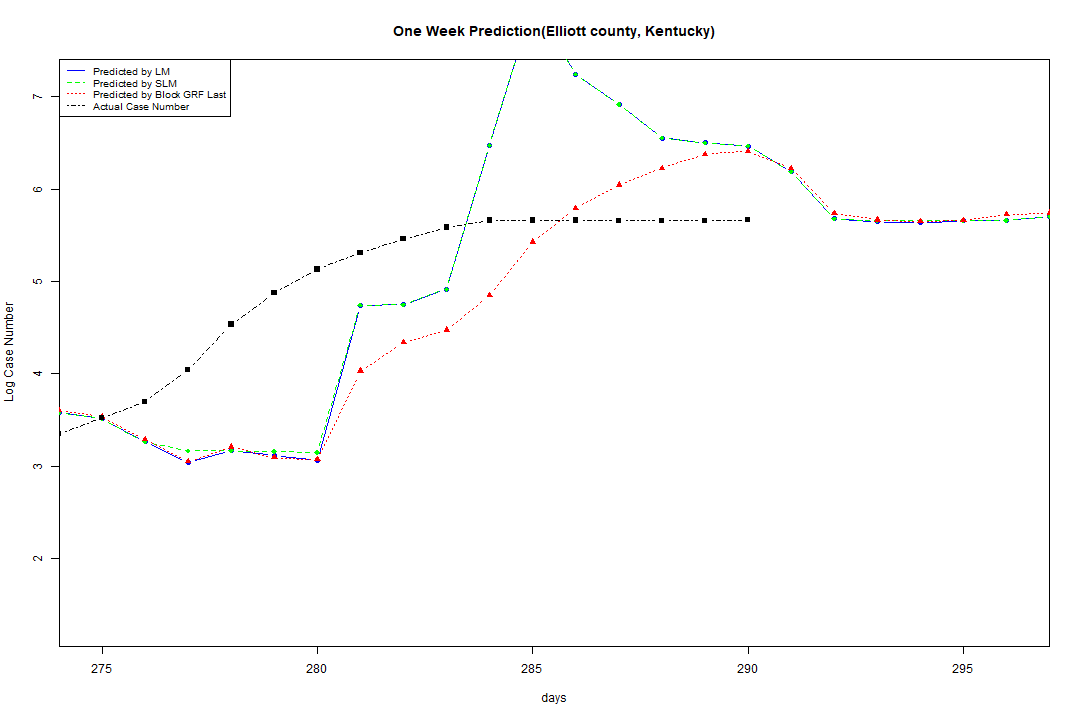 One Week Prediction(Elliott county, Kentucky)
Predicted by LM
Predicted by SLM
Predicted by Block GRF Last
Actual Case Number
7
6
5
4
3
2
Log Case Number
275 280 285 290 295
days